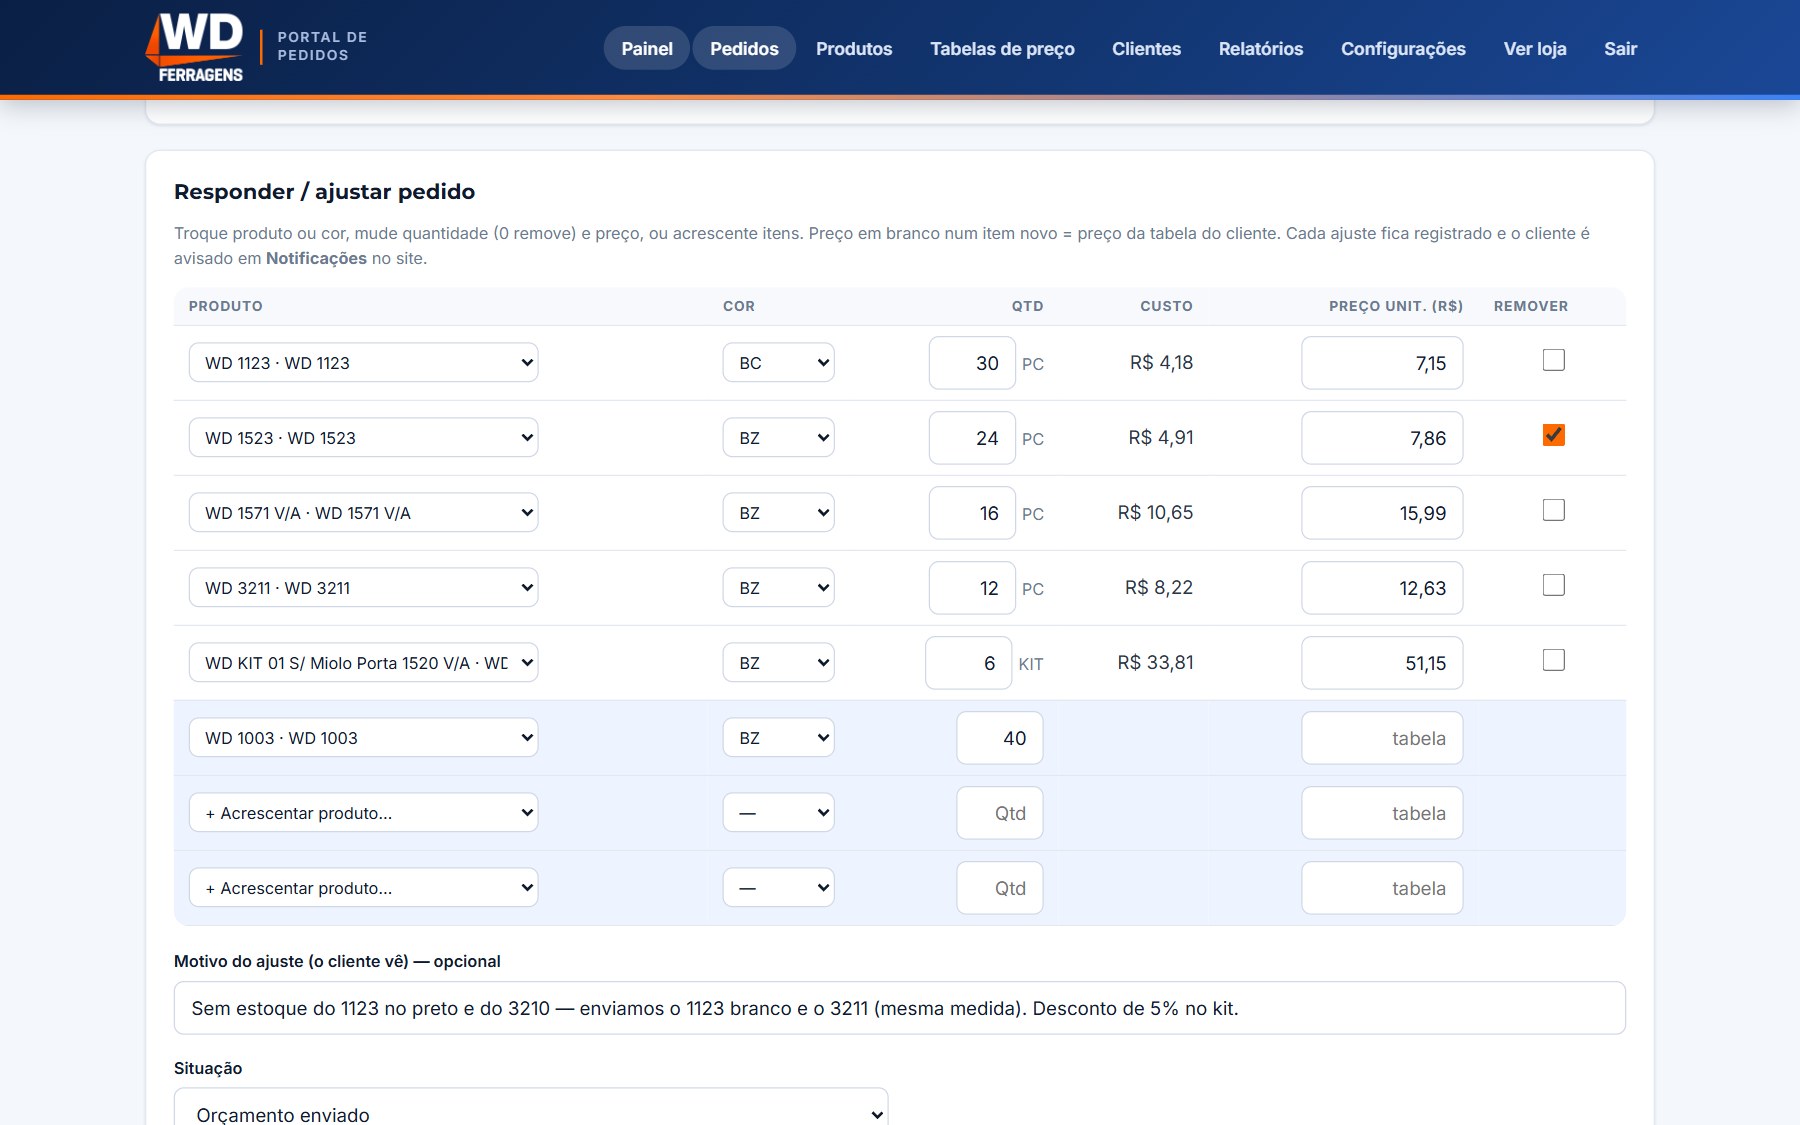 WD
FERRAGENS
PORTAL DE
PEDIDOS
Painel Pedidos Produtos Tabelas de preço Clientes Relatórios Configurações Ver loja Sair
Responder / ajustar pedido
Troque produto ou cor, mude quantidade (0 remove) e preço, ou acrescente itens. Preço em branco num item novo = preço da tabela do cliente. Cada ajuste fica registrado e o cliente é
avisado em Notificações no site.
PRODUTO COR QTD CUSTO PREÇO UNIT. (R$) REMOVER
WD 1123 · WD 1123 BC 30 PC R$ 4,18 7,15
WD 1523 · WD 1523 BZ 24 PC R$ 4,91 7,86
WD 1571 V/A · WD 1571 V/A BZ 16 PC R$ 10,65 15,99
WD 3211 · WD 3211 BZ 12 PC R$ 8,22 12,63
WD KIT 01 S/ Miolo Porta 1520 V/A · WD BZ 6 KIT R$ 33,81 51,15
WD 1003 · WD 1003 BZ 40 tabela
+ Acrescentar produto... — Qtd tabela
+ Acrescentar produto... — Qtd tabela
Motivo do ajuste (o cliente vê) — opcional
Sem estoque do 1123 no preto e do 3210 — enviamos o 1123 branco e o 3211 (mesma medida). Desconto de 5% no kit.
Situação
Orçamento enviado